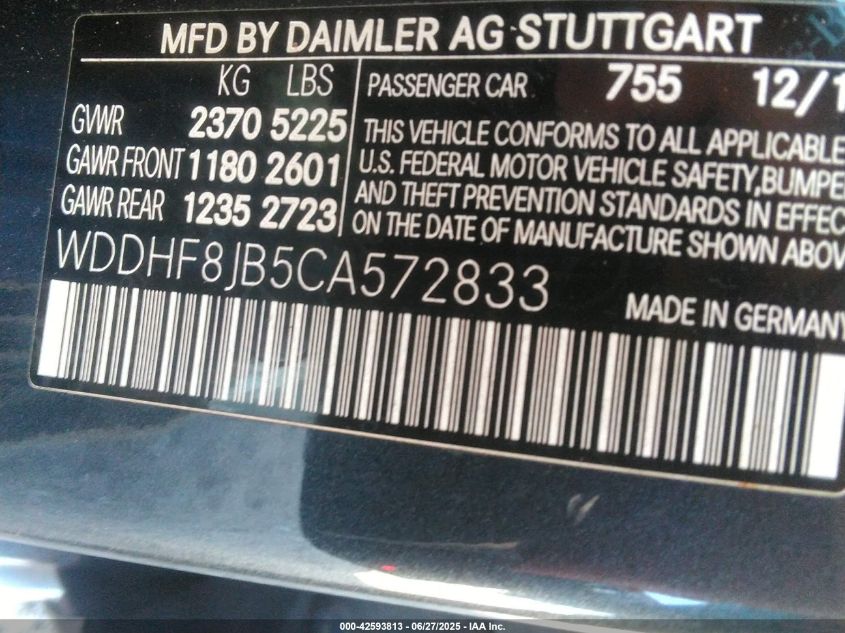 MFD BY DAIMLER AG STUTTGART
KG LBS
GVWR 2370 5225
GAWR FRONT 1180 2601
GAWR REAR 1235 2723
PASSENGER CAR 755 12/1
THIS VEHICLE CONFORMS TO ALL APPLICABLE
U.S. FEDERAL MOTOR VEHICLE SAFETY, BUMPE
AND THEFT PREVENTION STANDARDS IN EFFEC
ON THE DATE OF MANUFACTURE SHOWN ABOV
WDDHF8JB5CA572833
MADE IN GERMANY
000-42593813 - 06/27/2025 - IAA Inc.